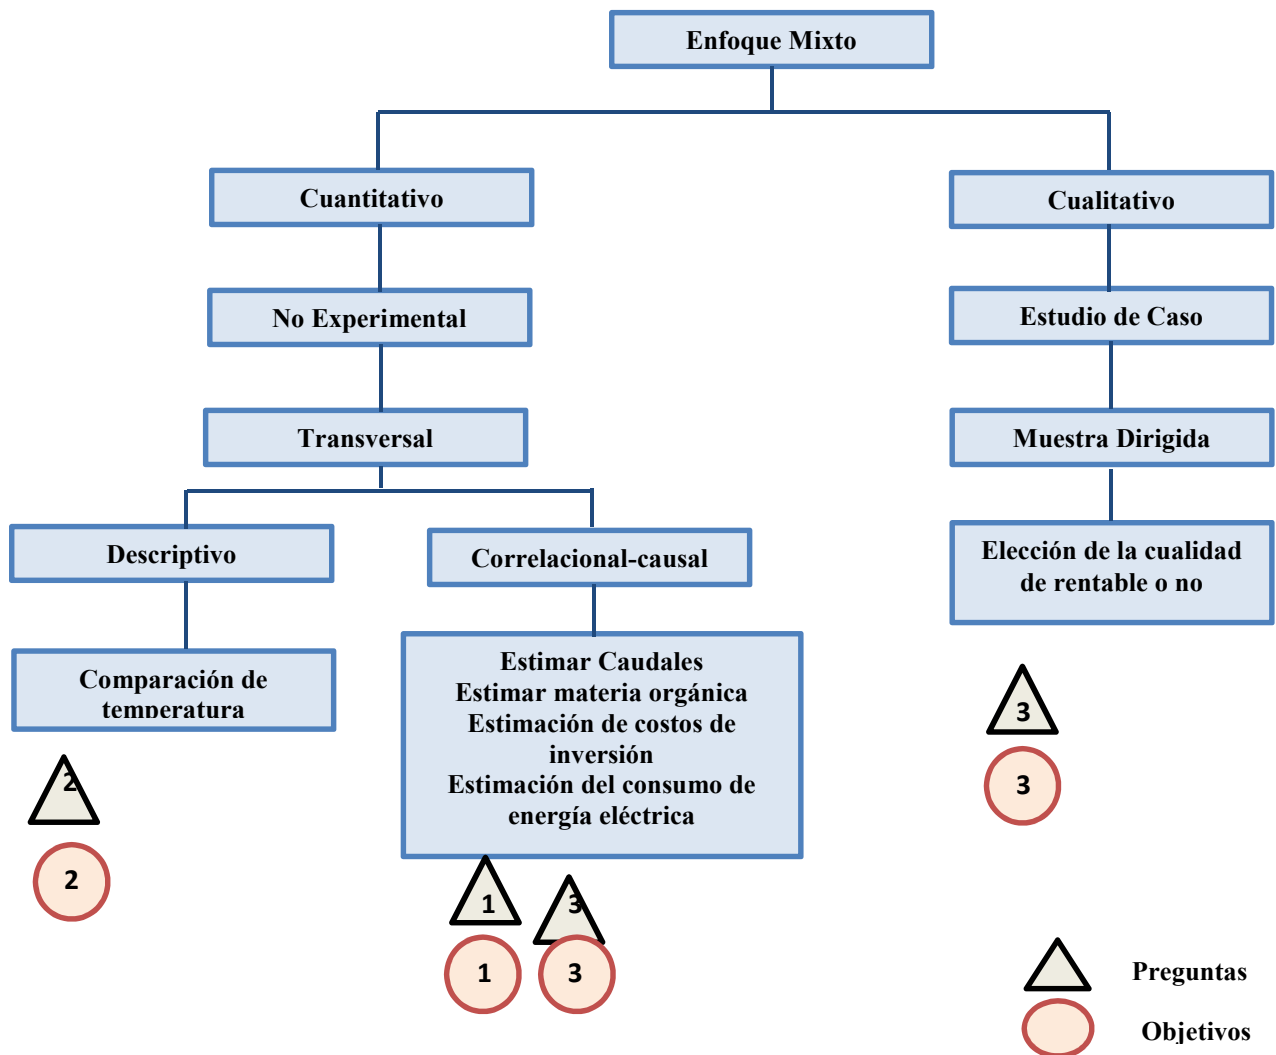 Enfoque Mixto
Cuantitativo
Cualitativo
No Experimental
Estudio de Caso
Transversal
Muestra Dirigida
Descriptivo
Correlacional-causal
Elección de la cualidad
de rentable o no
Comparación de
temperatura
Estimar Caudales
Estimar materia orgánica
Estimación de costos de
inversión
Estimación del consumo de
energía eléctrica
3
3
2
2
1
3
1
3
Preguntas
Objetivos